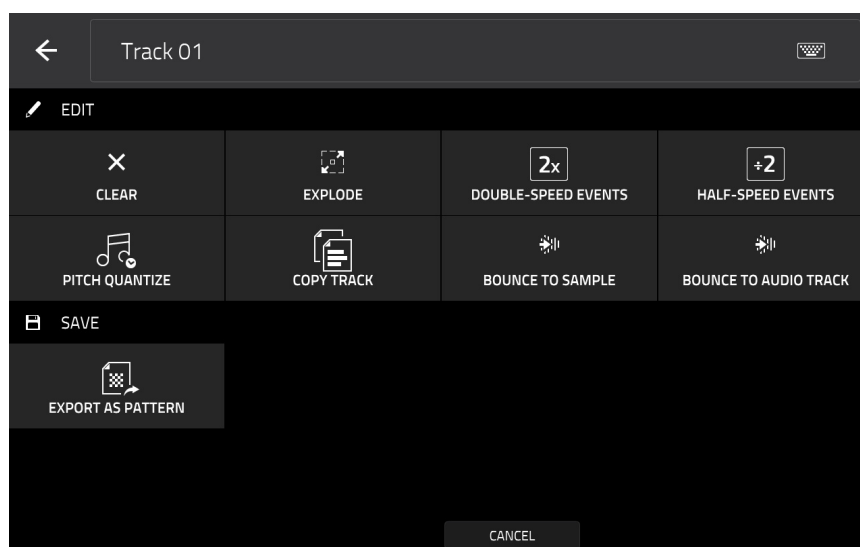 Track 01
EDIT
CLEAR
EXPLODE
2x
DOUBLE-SPEED EVENTS
÷2
HALF-SPEED EVENTS
PITCH QUANTIZE
COPY TRACK
BOUNCE TO SAMPLE
BOUNCE TO AUDIO TRACK
SAVE
EXPORT AS PATTERN
CANCEL